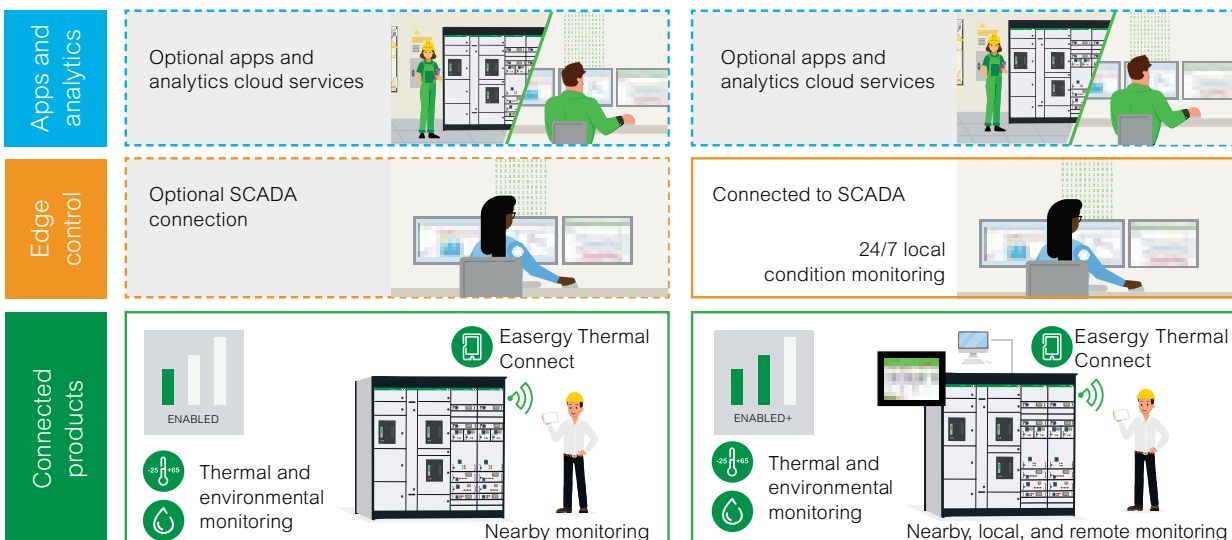 Apps and
analytics
Optional apps and
analytics cloud services
Optional apps and
analytics cloud services
Edge
control
Optional SCADA
connection
Connected to SCADA
24/7 local
condition monitoring
Connected
products
ENABLED
Easergy Thermal
Connect
-25 +65
Thermal and
environmental
monitoring
Nearby monitoring
ENABLED+
Easergy Thermal
Connect
-25 +65
Thermal and
environmental
monitoring
Nearby, local, and remote monitoring